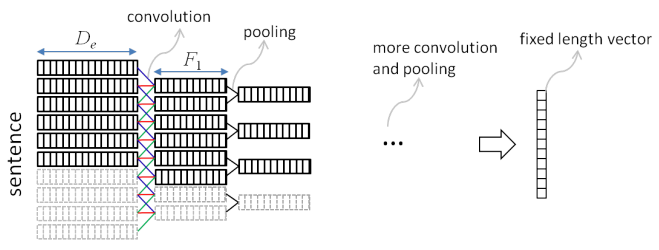 convolution
pooling
D_e
F_1
sentence
more convolution
and pooling
...
fixed length vector